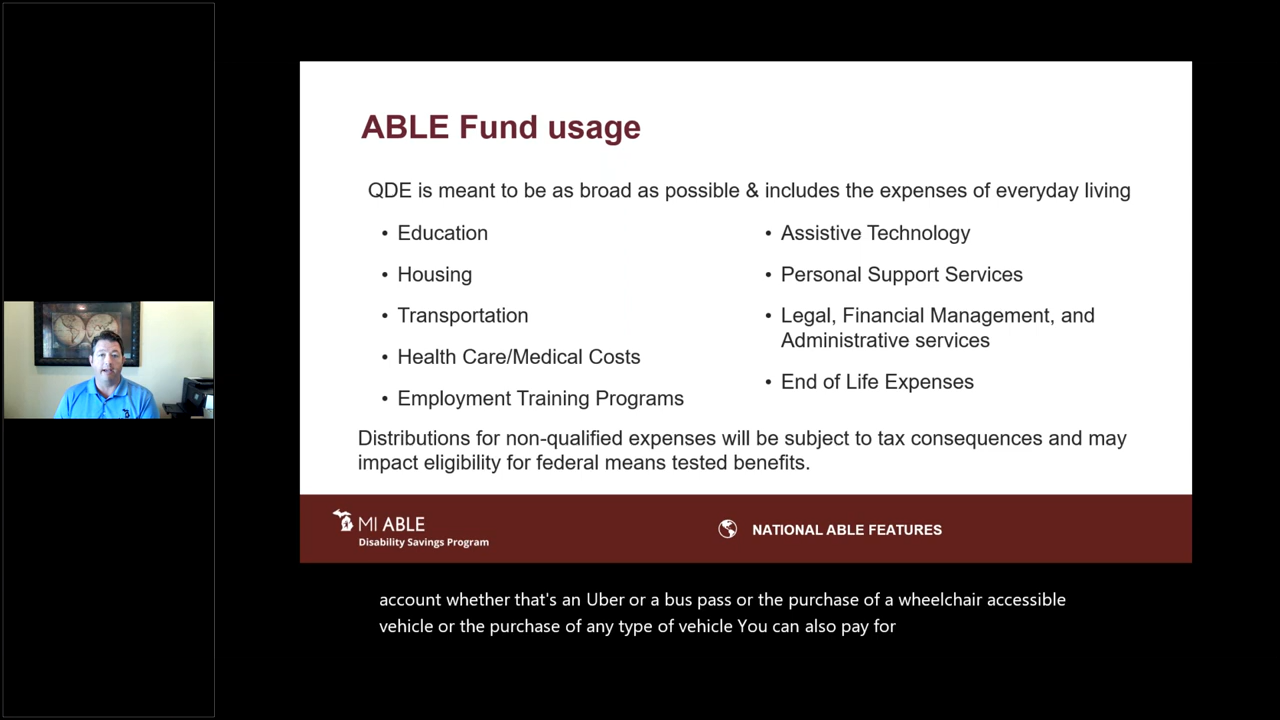 ABLE Fund usage
QDE is meant to be as broad as possible & includes the expenses of everyday living
• Education
• Housing
• Transportation
• Health Care/Medical Costs
• Employment Training Programs
• Assistive Technology
• Personal Support Services
• Legal, Financial Management, and
Administrative services
• End of Life Expenses
Distributions for non-qualified expenses will be subject to tax consequences and may
impact eligibility for federal means tested benefits.
MI ABLE
Disability Savings Program
NATIONAL ABLE FEATURES
account whether that's an Uber or a bus pass or the purchase of a wheelchair accessible
vehicle or the purchase of any type of vehicle You can also pay for